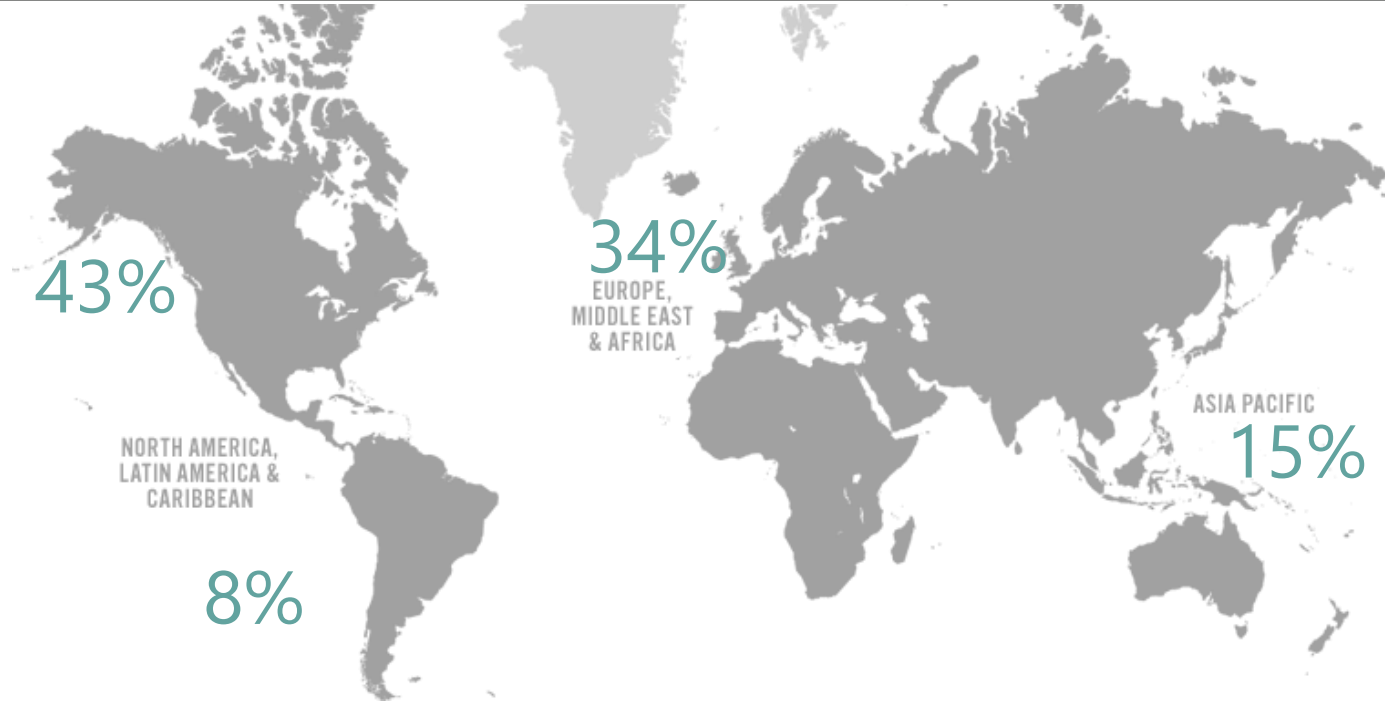 43%
NORTH AMERICA,
LATIN AMERICA &
CARIBBEAN
8%
34%
EUROPE,
MIDDLE EAST
& AFRICA
ASIA PACIFIC
15%